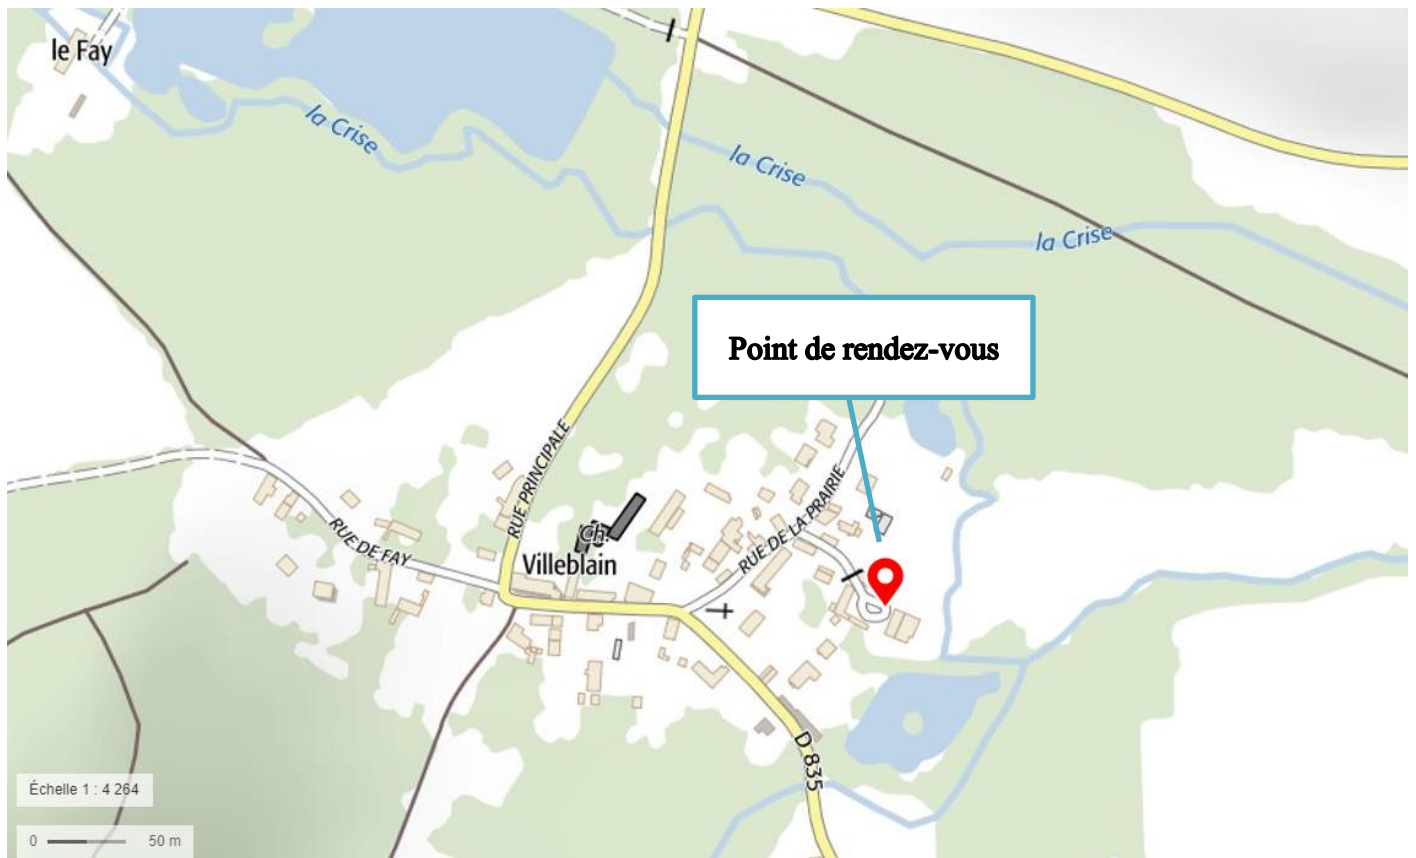 le Fay
la Crise
la Crise
la Crise
Point de rendez-vous
RUE PRINCIPALE
RUE DE LA PRAIRIE
RUE DE FAY
Ch.
Villeblain
D 835
Échelle 1 : 4 264
0 50 m